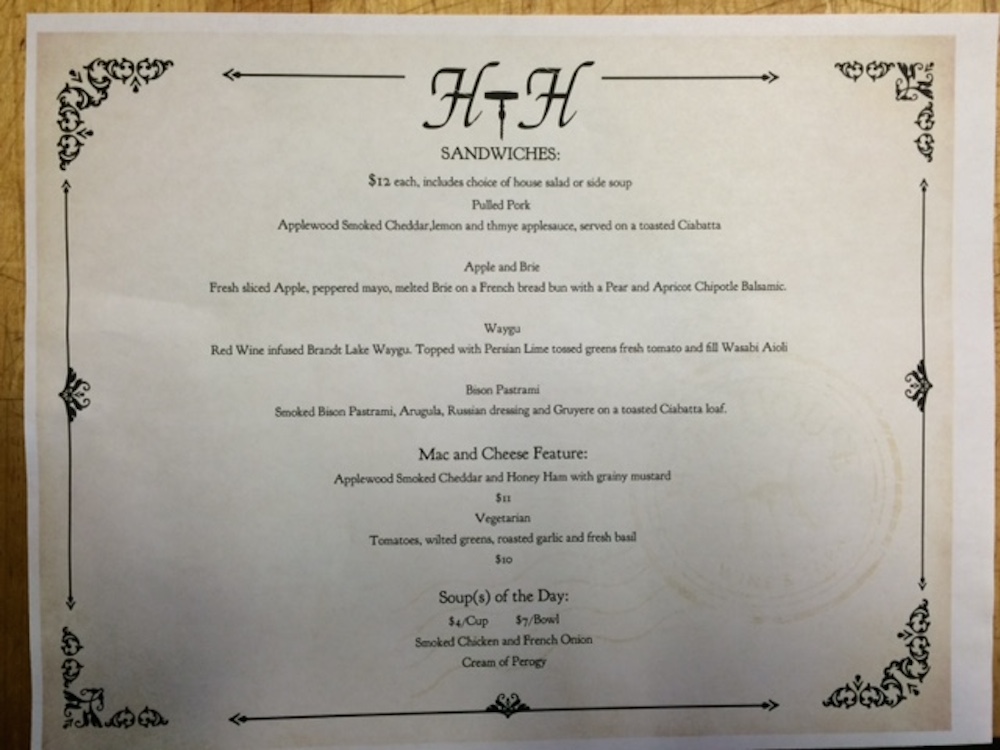 H H
SANDWICHES:
$12 each, includes choice of house salad or side soup
Pulled Pork
Applewood Smoked Cheddar,lemon and thmye applesauce, served on a toasted Ciabatta
Apple and Brie
Fresh sliced Apple, peppered mayo, melted Brie on a French bread bun with a Pear and Apricot Chipotle Balsamic.
Waygu
Red Wine infused Brandt Lake Waygu. Topped with Persian Lime tossed greens fresh tomato and fill Wasabi Aioli
Bison Pastrami
Smoked Bison Pastrami, Arugula, Russian dressing and Gruyere on a toasted Ciabatta loaf.
Mac and Cheese Feature:
Applewood Smoked Cheddar and Honey Ham with grainy mustard
$11
Vegetarian
Tomatoes, wilted greens, roasted garlic and fresh basil
$10
Soup(s) of the Day:
$4/Cup $7/Bowl
Smoked Chicken and French Onion
Cream of Perogy